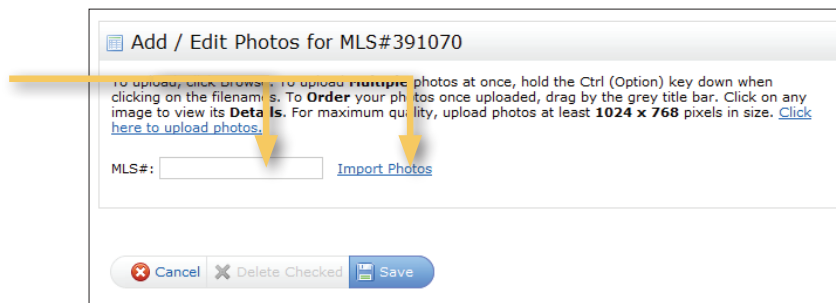 Add / Edit Photos for MLS#391070
To upload, click Browse. To upload Multiple photos at once, hold the Ctrl (Option) key down when
clicking on the filenames. To Order your photos once uploaded, drag by the grey title bar. Click on any
image to view its Details. For maximum quality, upload photos at least 1024 x 768 pixels in size. Click
here to upload photos.
MLS#: Import Photos
Cancel Delete Checked Save